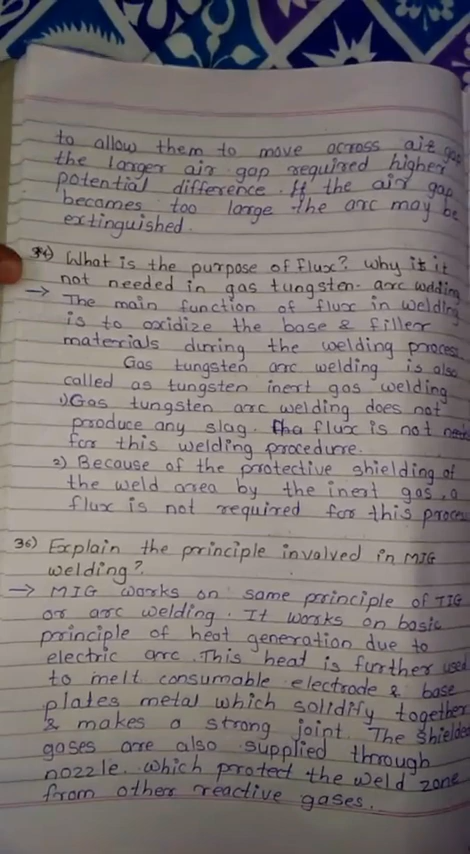 to allow them to move across air gap
the larger air gap required higher
potential difference. If the air gap
becames too large the arc may be
extinguished.
34) What is the purpose of flux? why is it
not needed in gas tungsten- arc welding
→ The main function of flux in welding
is to oxidize the base & filler
materials during the welding process
Gas tungsten arc welding is also
called as tungsten inert gas welding
1) Gas tungsten arc welding does not
produce any slag. tha flux is not
for this welding procedure.
2) Because of the protective shielding of
the weld area by the inert gas, a
flux is not required for this process
36) Explain the principle invalved in MIG
welding?
→ MIG works on same principle of TIG
or arc welding. It works on basic
principle of heat generation due to
electric arc. This heat is further used
to melt consumable electrode & base
plates metal which solidify together
& makes a strong joint. The shielded
gases are also supplied through
nozzle. which protect the weld zone
from other reactive gases.